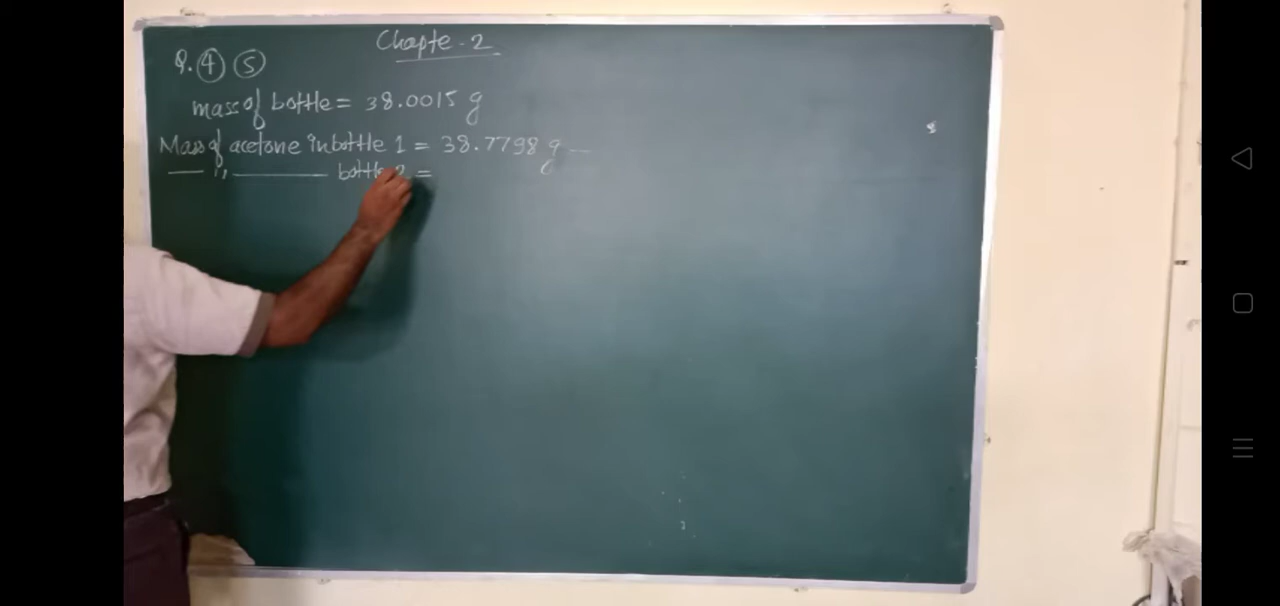 Chapte - 2
Q. 4 5
mass of bottle = 38.0015 g
Mass of acetone in bottle 1 = 38.7798 g -
— ,, ——— bottle 2 =